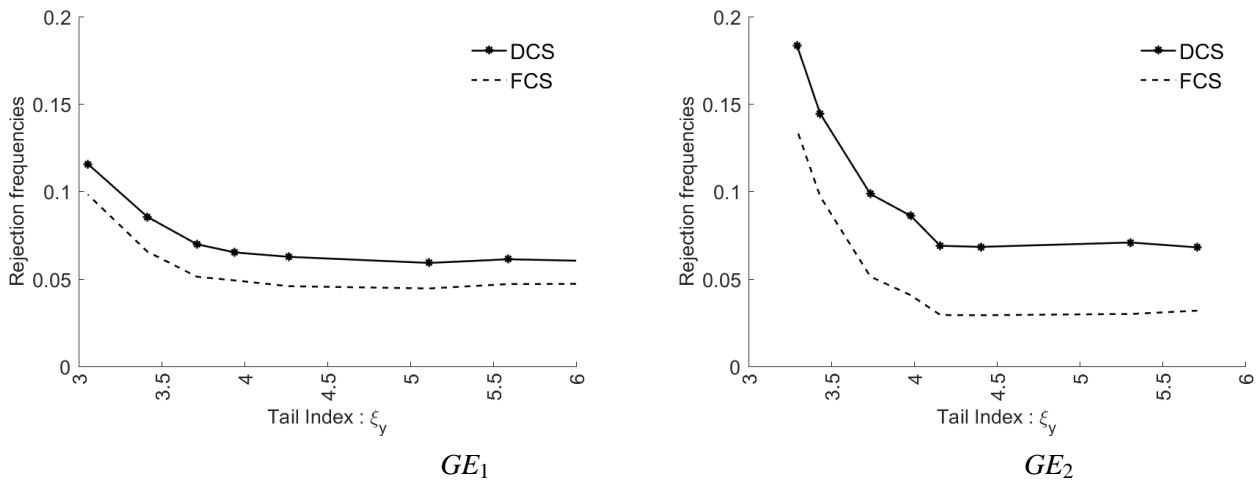 0.2
0.15
0.1
0.05
0
Rejection frequencies
DCS
FCS
3
3.5
4
4.5
5
5.5
6
Tail Index : ξy
GE1
0.2
0.15
0.1
0.05
0
Rejection frequencies
DCS
FCS
3
3.5
4
4.5
5
5.5
6
Tail Index : ξy
GE2